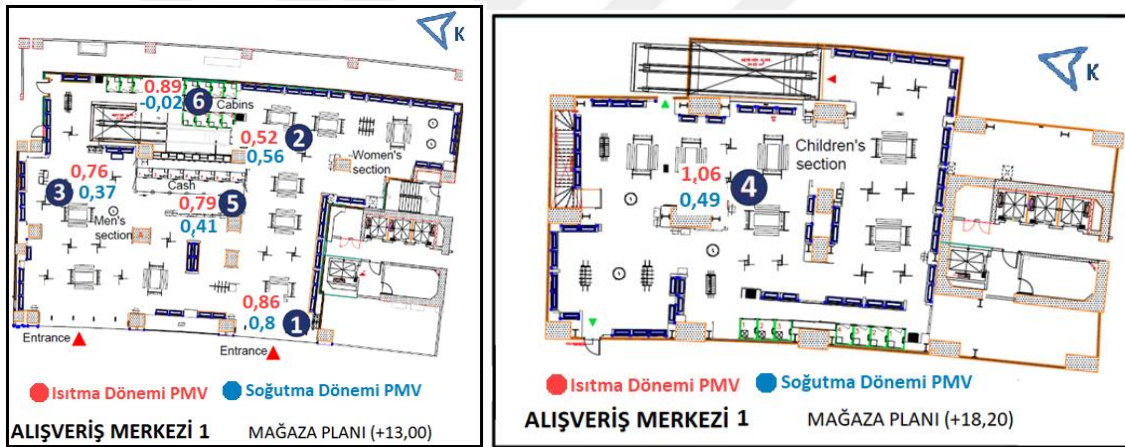 K
0.89
-0,02
6
Cabins
0,52
2
0,56
Women's
section
0,76
3
0,37
Cash
0,79
5
0,41
Men's
section
0,86
0,8
1
Entrance
Entrance
Isıtma Dönemi PMV
Soğutma Dönemi PMV
ALIŞVERİŞ MERKEZİ 1
MAĞAZA PLANI (+13,00)
K
Children's
section
1,06
4
0,49
Isıtma Dönemi PMV
Soğutma Dönemi PMV
ALIŞVERİŞ MERKEZİ 1
MAĞAZA PLANI (+18,20)